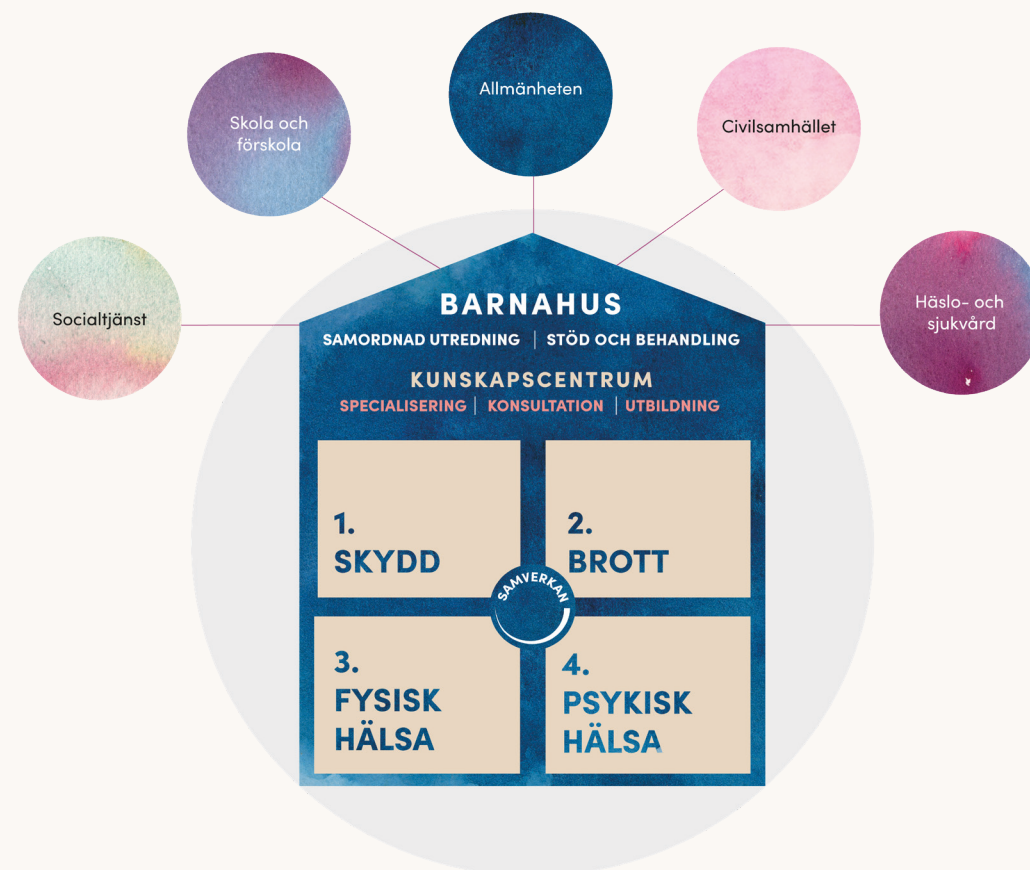 Allmänheten
Skola och
förskola
Civilsamhället
Socialtjänst
Häslo- och
sjukvård
BARNAHUS
SAMORDNAD UTREDNING | STÖD OCH BEHANDLING
KUNSKAPSCENTRUM
SPECIALISERING | KONSULTATION | UTBILDNING
1.
SKYDD
2.
BROTT
SAMVERKAN
3.
FYSISK
HÄLSA
4.
PSYKISK
HÄLSA